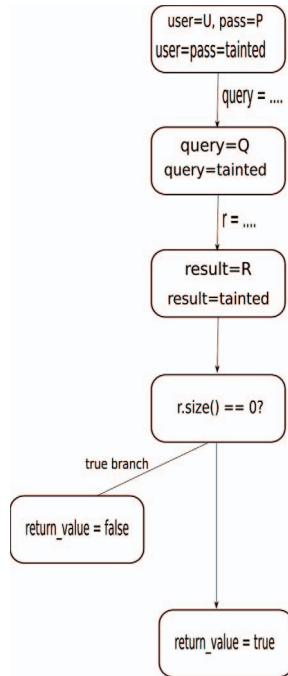 user=U, pass=P
user=pass=tainted
query = ....
query=Q
query=tainted
r = ....
result=R
result=tainted
r.size() == 0?
true branch
return_value = false
return_value = true